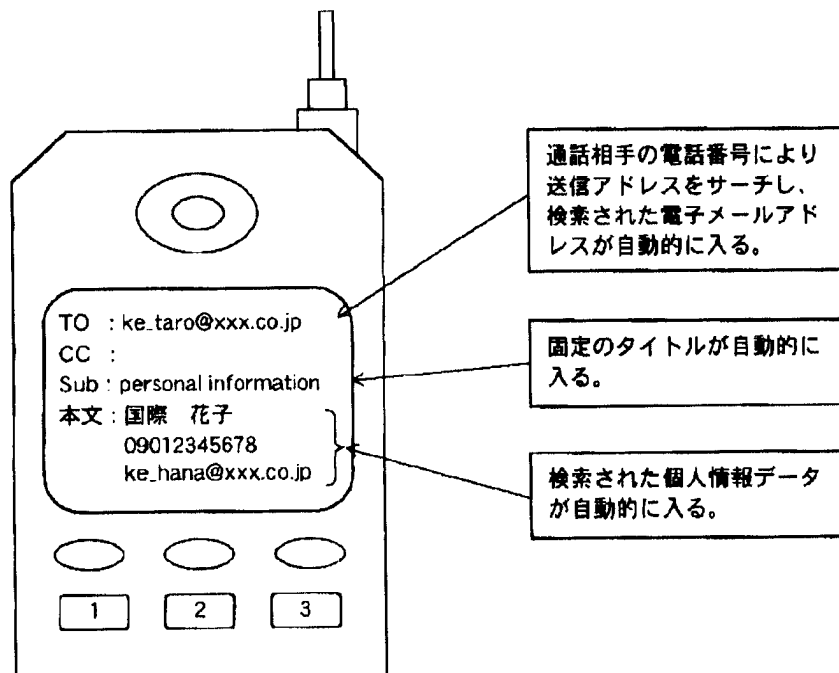 TO : ke_taro@xxx.co.jp
CC :
Sub : personal information
本文 : 国際 花子
09012345678
ke_hana@xxx.co.jp
1 2 3
通話相手の電話番号により
送信アドレスをサーチし、
検索された電子メールアド
レスが自動的に入る。
固定のタイトルが自動的に
入る。
検索された個人情報データ
が自動的に入る。